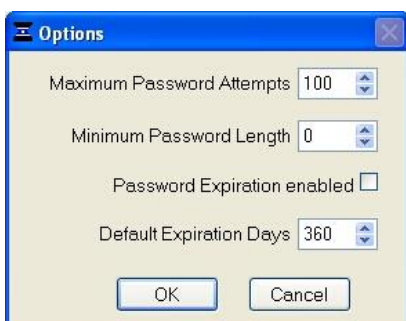 Options
Maximum Password Attempts 100
Minimum Password Length 0
Password Expiration enabled
Default Expiration Days 360
OK Cancel